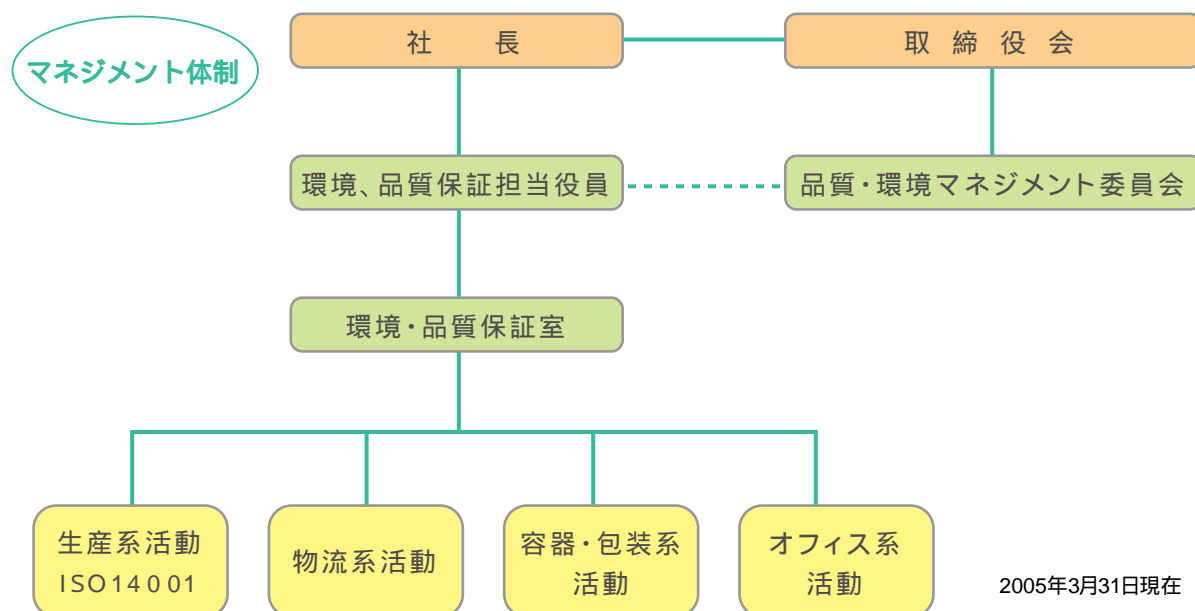 マネジメント体制
社長
取締役会
環境、品質保証担当役員
品質・環境マネジメント委員会
環境・品質保証室
生産系活動
ISO14001
物流系活動
容器・包装系
活動
オフィス系
活動
2005年3月31日現在